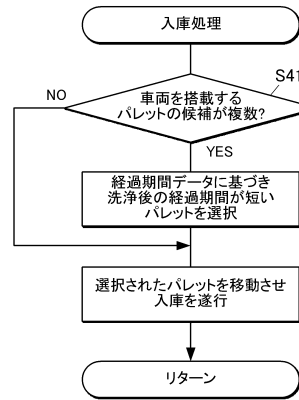 入庫処理
S41
車両を搭載する
パレットの候補が複数?
NO
YES
経過期間データに基づき
洗浄後の経過期間が短い
パレットを選択
選択されたパレットを移動させ
入庫を遂行
リターン